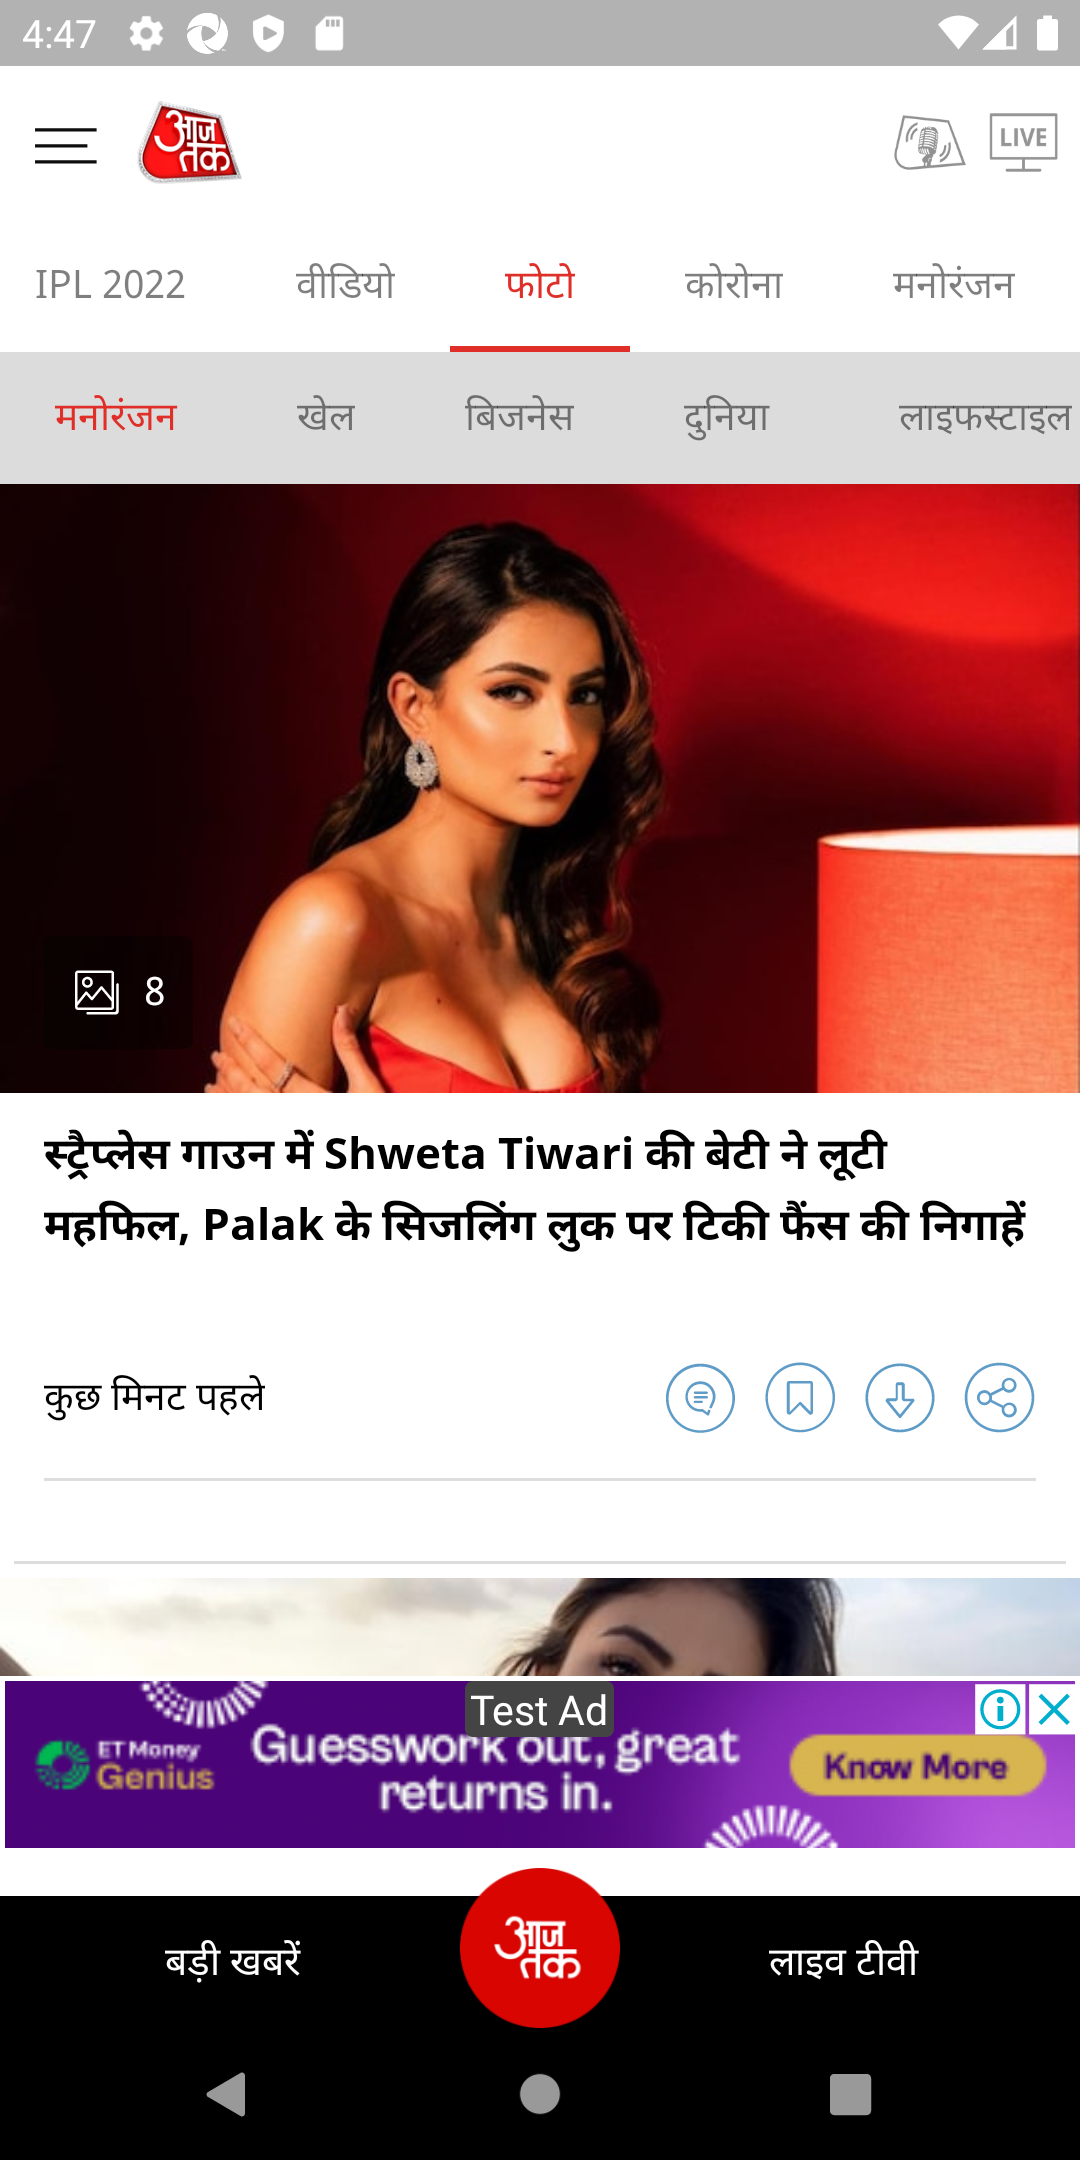 4:47
आज
तक
LIVE
IPL 2022
वीडियो
फोटो
कोरोना
मनोरंजन
मनोरंजन
खेल
बिजनेस
दुनिया
लाइफस्टाइल
8
स्ट्रैप्लेस गाउन में Shweta Tiwari की बेटी ने लूटी
महफिल, Palak के सिजलिंग लुक पर टिकी फैंस की निगाहें
कुछ मिनट पहले
Test Ad
ET Money
Genius
Guesswork out, great
returns in.
Know More
बड़ी खबरें
आज
तक
लाइव टीवी